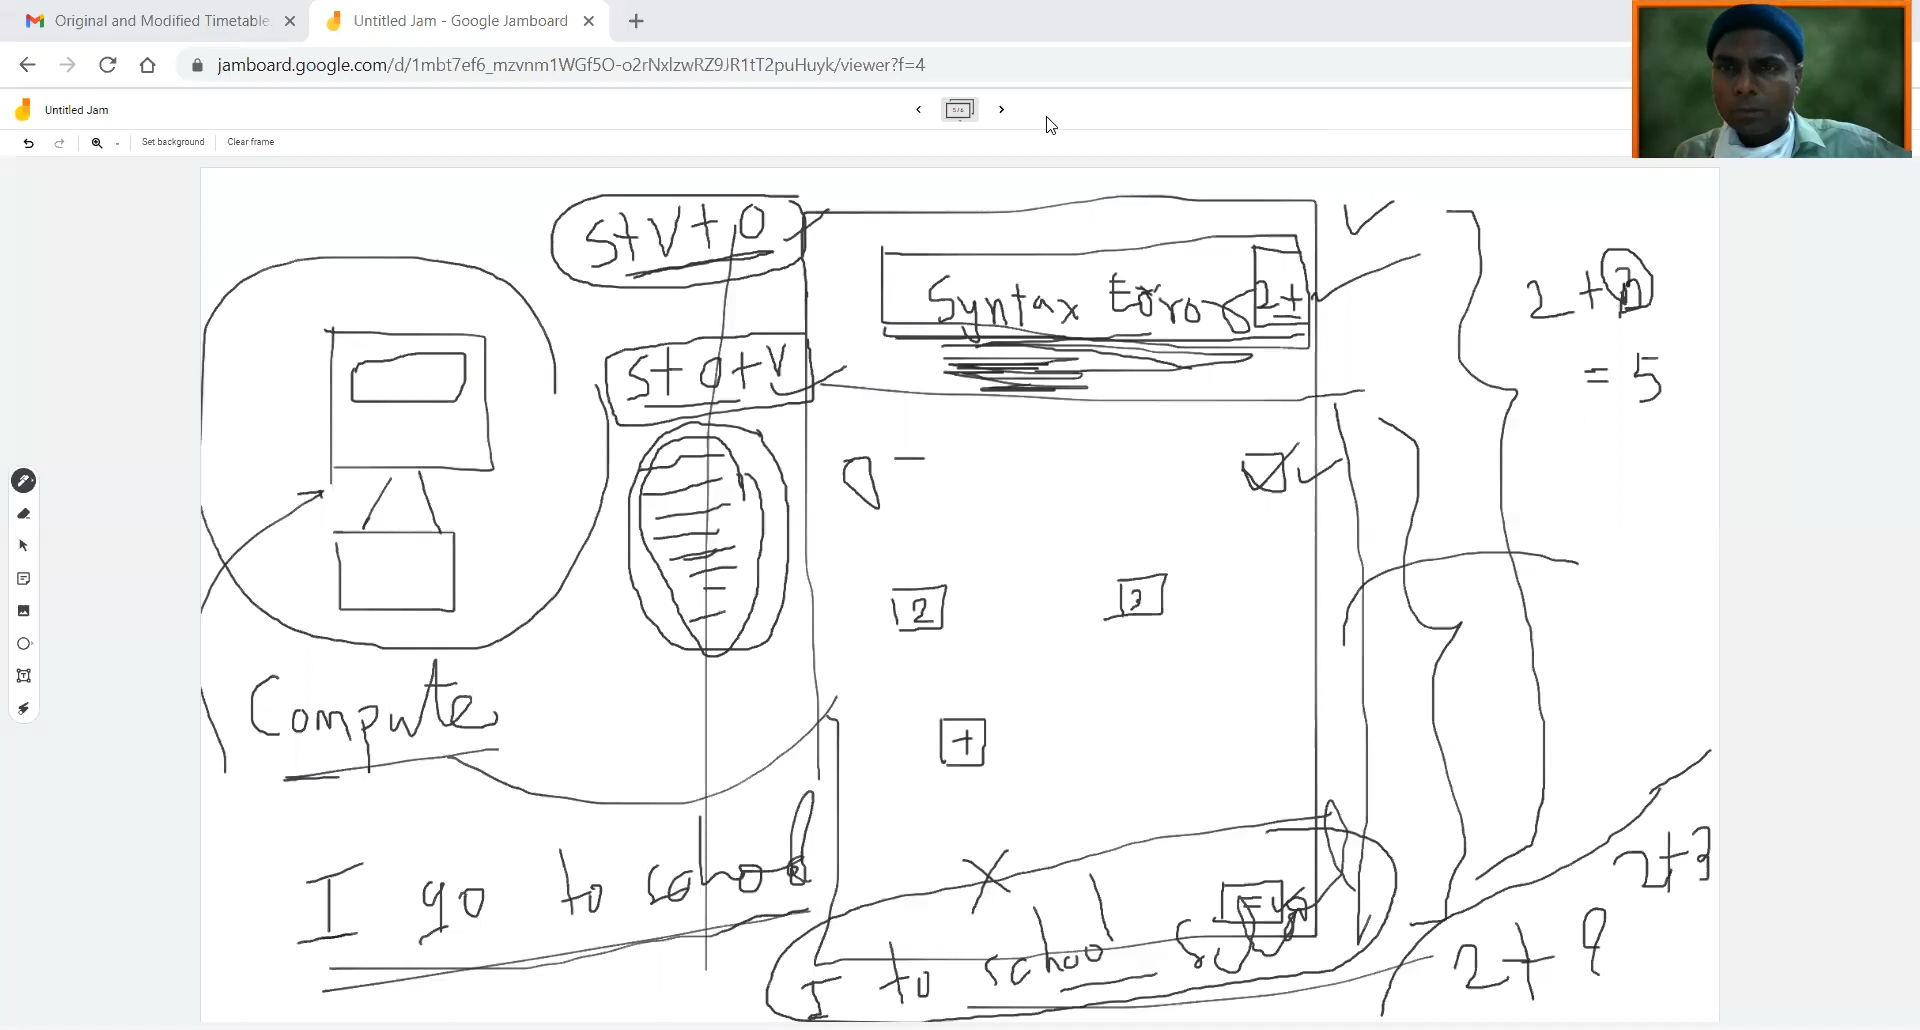 Original and Modified Timetable
Untitled Jam - Google Jamboard
jamboard.google.com/d/1mbt7ef6_mzvnm1WGf5O-o2rNxlzwRZ9JR1tT2puHuyk/viewer?f=4
Untitled Jam
5/6
Set background
Clear frame
S+V+O
Syntax Error
2+
2+3
= 5
S+O+V
2
3
+
Compute
I go to school
=
I to school
2+3
2+?